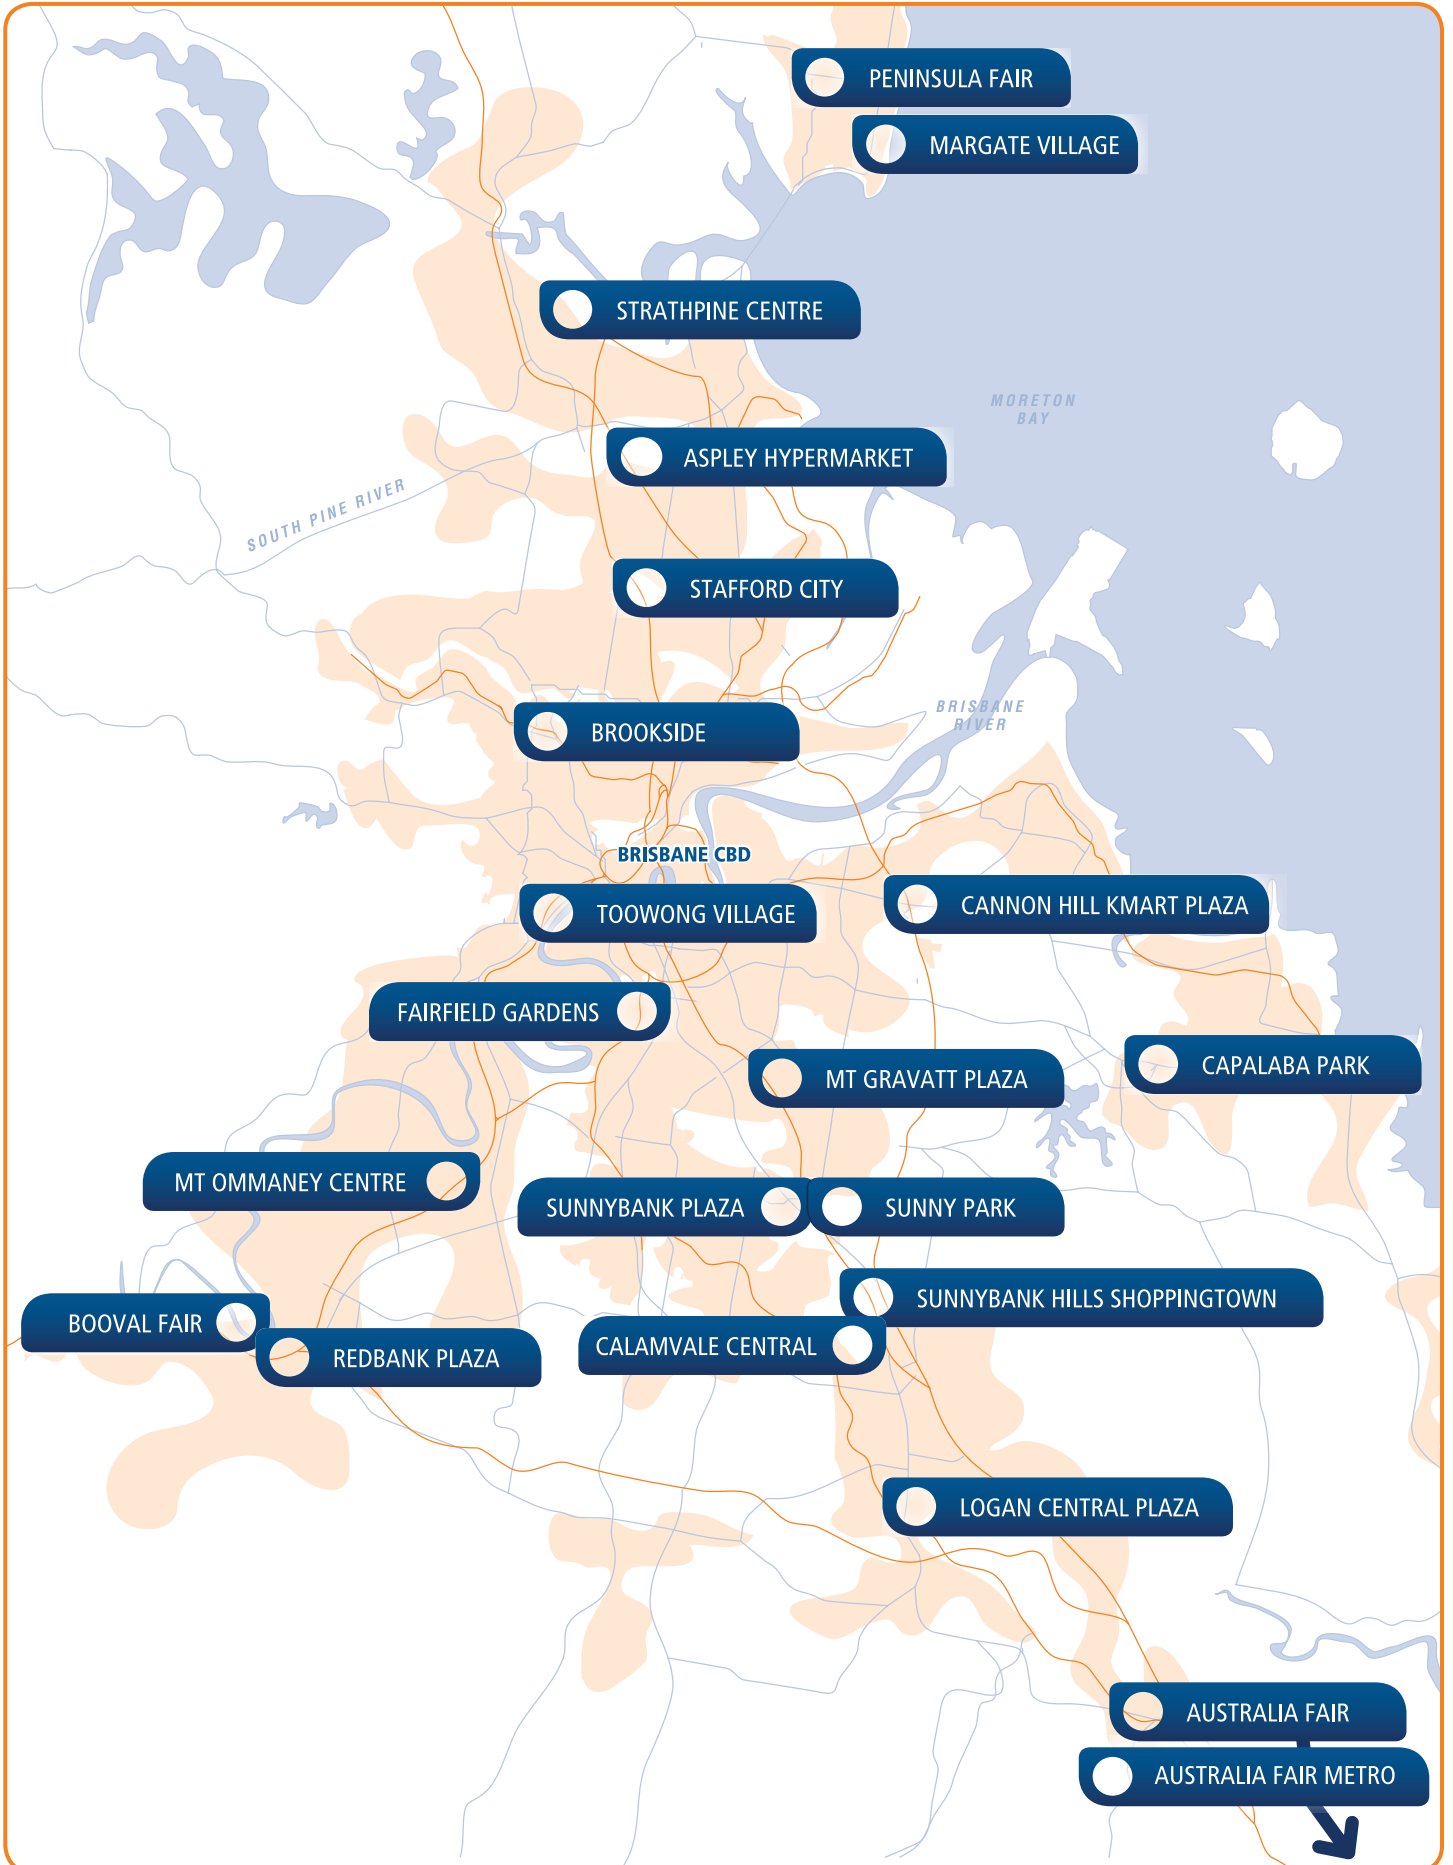 PENINSULA FAIR
MARGATE VILLAGE
STRATHPINE CENTRE
MORETON
BAY
ASPLEY HYPERMARKET
SOUTH PINE RIVER
STAFFORD CITY
BRISBANE
RIVER
BROOKSIDE
BRISBANE CBD
TOOWONG VILLAGE
CANNON HILL KMART PLAZA
FAIRFIELD GARDENS
CAPALABA PARK
MT GRAVATT PLAZA
MT OMMANEY CENTRE
SUNNYBANK PLAZA
SUNNY PARK
SUNNYBANK HILLS SHOPPINGTOWN
BOOVAL FAIR
CALAMVALE CENTRAL
REDBANK PLAZA
LOGAN CENTRAL PLAZA
AUSTRALIA FAIR
AUSTRALIA FAIR METRO